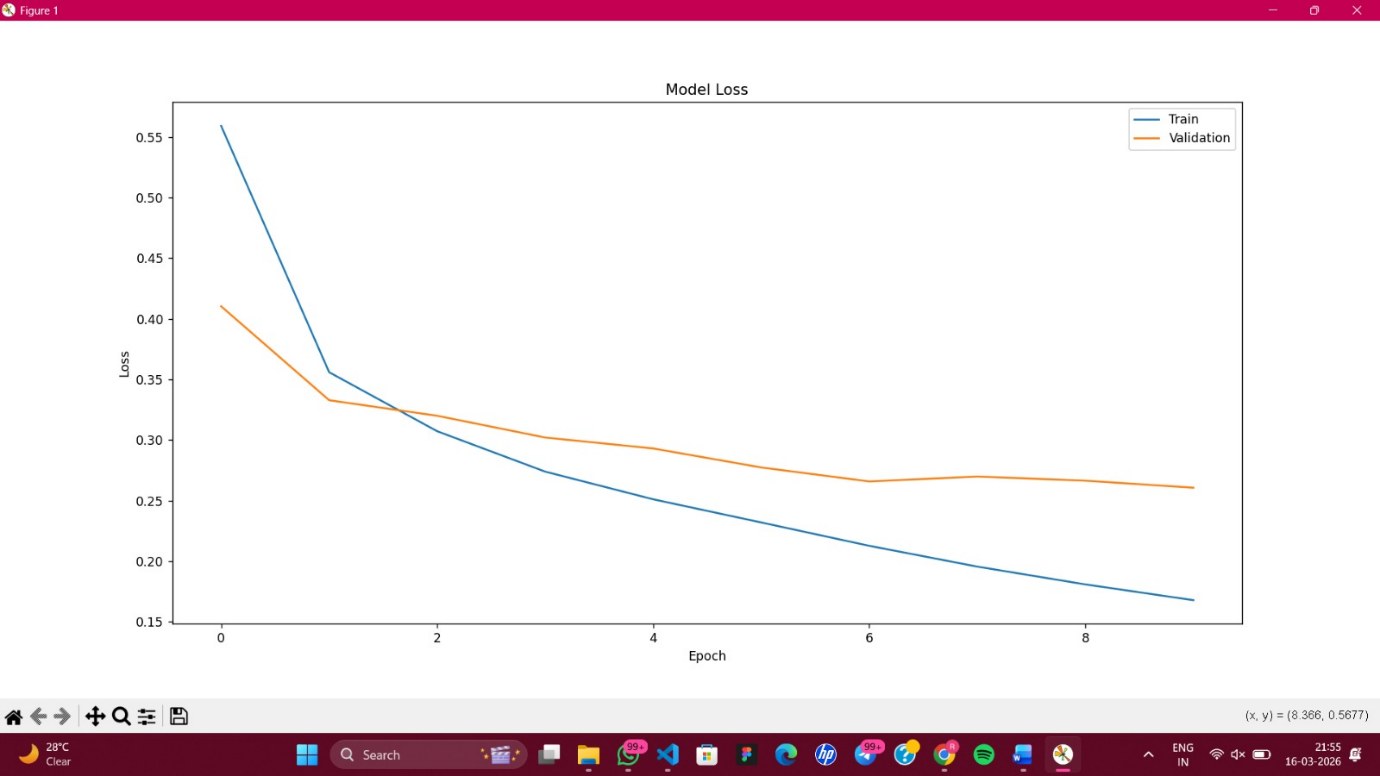 Figure 1
Model Loss
Train
Validation
0.55
0.50
0.45
0.40
0.35
0.30
0.25
0.20
0.15
Loss
0 2 4 6 8
Epoch
(x, y) = (8.366, 0.5677)
28°C
Clear
Search
99+
hp
99+
?
R
W
ENG
IN
21:55
16-03-2026